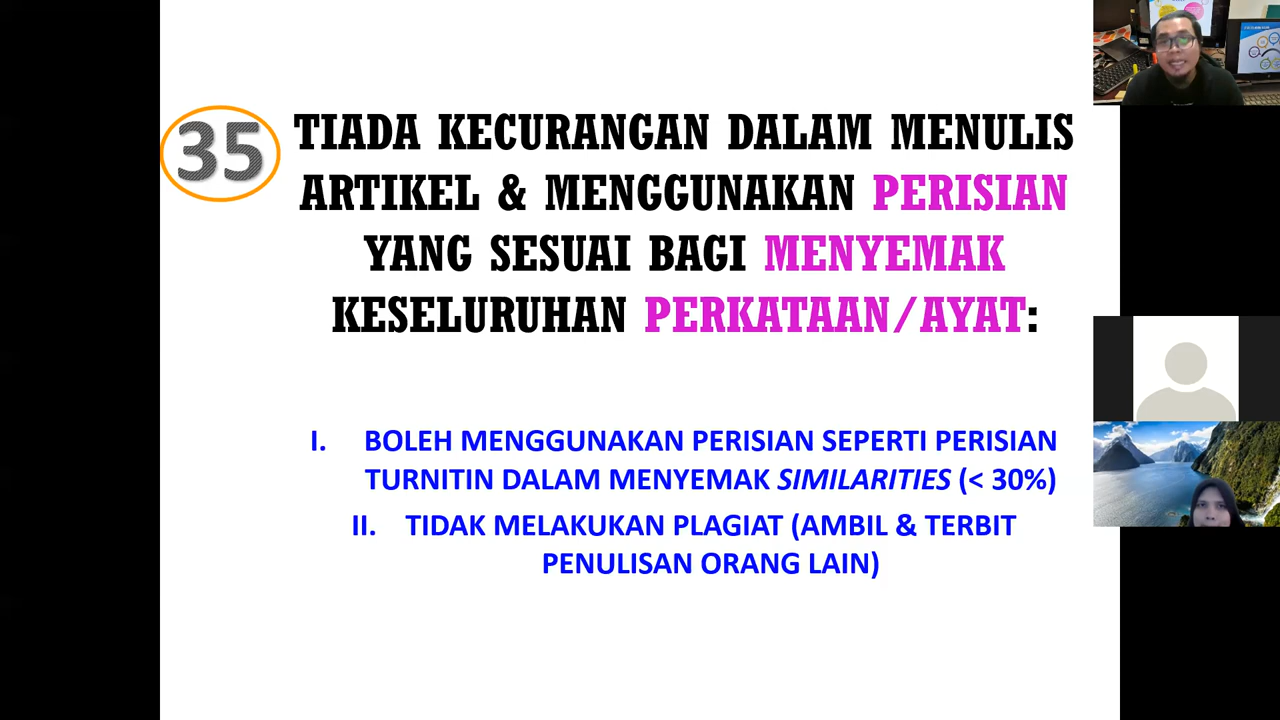 35
TIADA KECURANGAN DALAM MENULIS
ARTIKEL & MENGGUNAKAN PERISIAN
YANG SESUAI BAGI MENYEMAK
KESELURUHAN PERKATAAN/AYAT:
I. BOLEH MENGGUNAKAN PERISIAN SEPERTI PERISIAN
TURNITIN DALAM MENYEMAK SIMILARITIES (< 30%)
II. TIDAK MELAKUKAN PLAGIAT (AMBIL & TERBIT
PENULISAN ORANG LAIN)